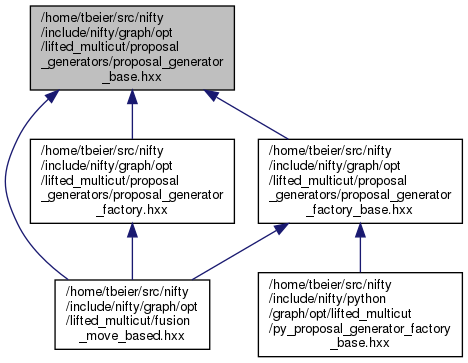 /home/tbeier/src/nifty
/include/nifty/graph/opt
/lifted_multicut/proposal
_generators/proposal_generator
_base.hxx
/home/tbeier/src/nifty
/include/nifty/graph/opt
/lifted_multicut/proposal
_generators/proposal_generator
_factory.hxx
/home/tbeier/src/nifty
/include/nifty/graph/opt
/lifted_multicut/proposal
_generators/proposal_generator
_factory_base.hxx
/home/tbeier/src/nifty
/include/nifty/graph/opt
/lifted_multicut/fusion
_move_based.hxx
/home/tbeier/src/nifty
/include/nifty/python
/graph/opt/lifted_multicut
/py_proposal_generator_factory
_base.hxx